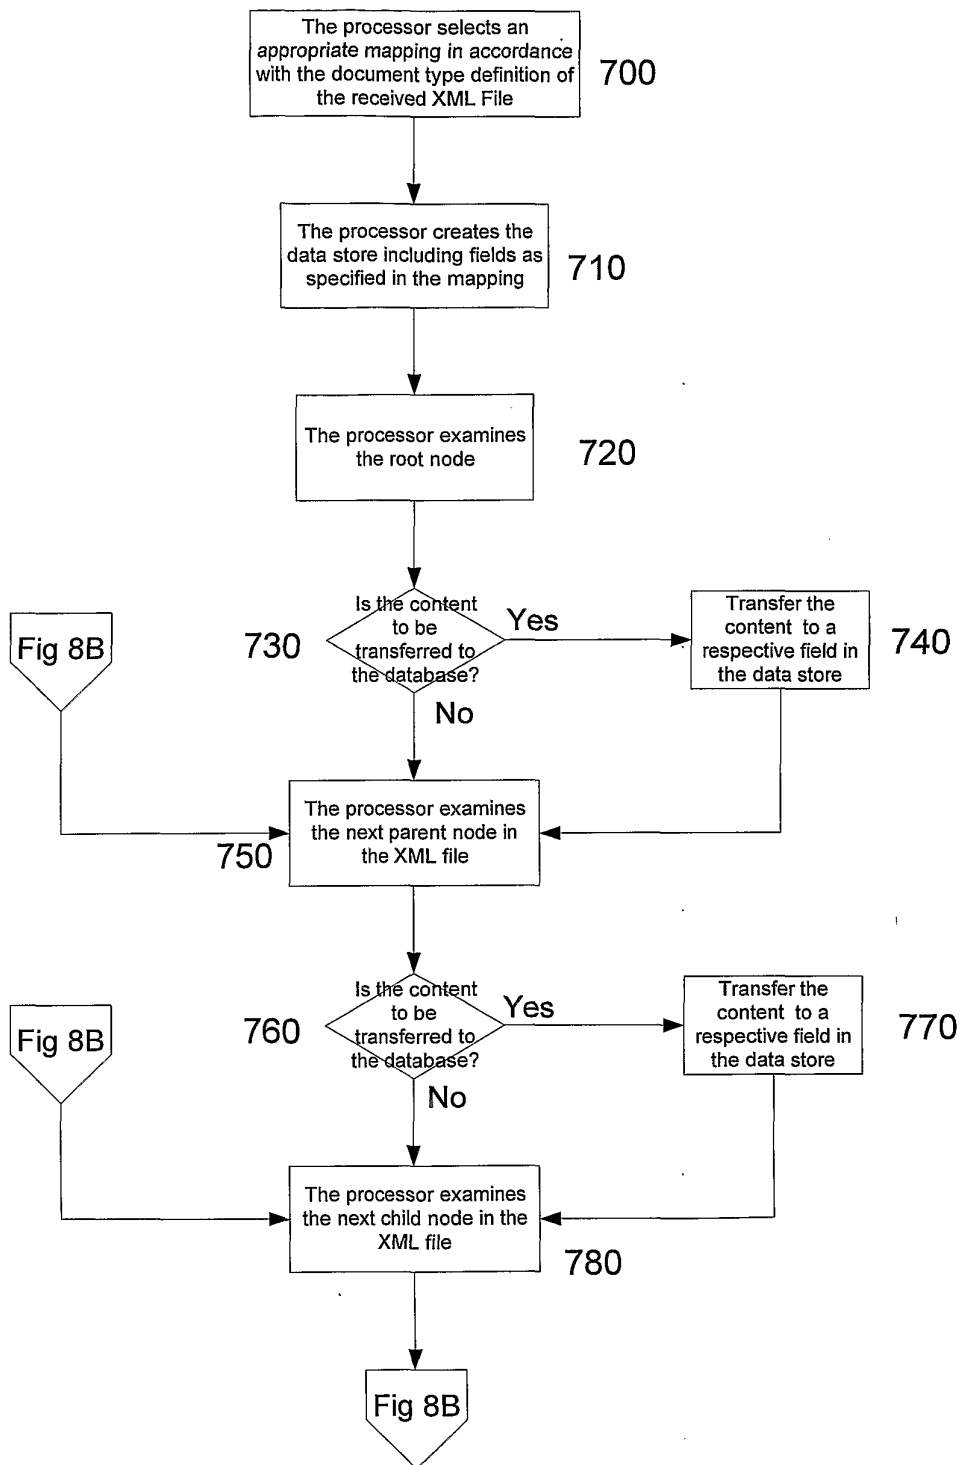 The processor selects an
appropriate mapping in accordance
with the document type definition of
the received XML File
700
The processor creates the
data store including fields as
specified in the mapping
710
The processor examines
the root node
720
Fig 8B
730
Is the content
to be
transferred to
the database?
Yes
No
Transfer the
content to a
respective field in
the data store
740
750
The processor examines
the next parent node in
the XML file
Fig 8B
760
Is the content
to be
transferred to
the database?
Yes
No
Transfer the
content to a
respective field in
the data store
770
The processor examines
the next child node in the
XML file
780
Fig 8B